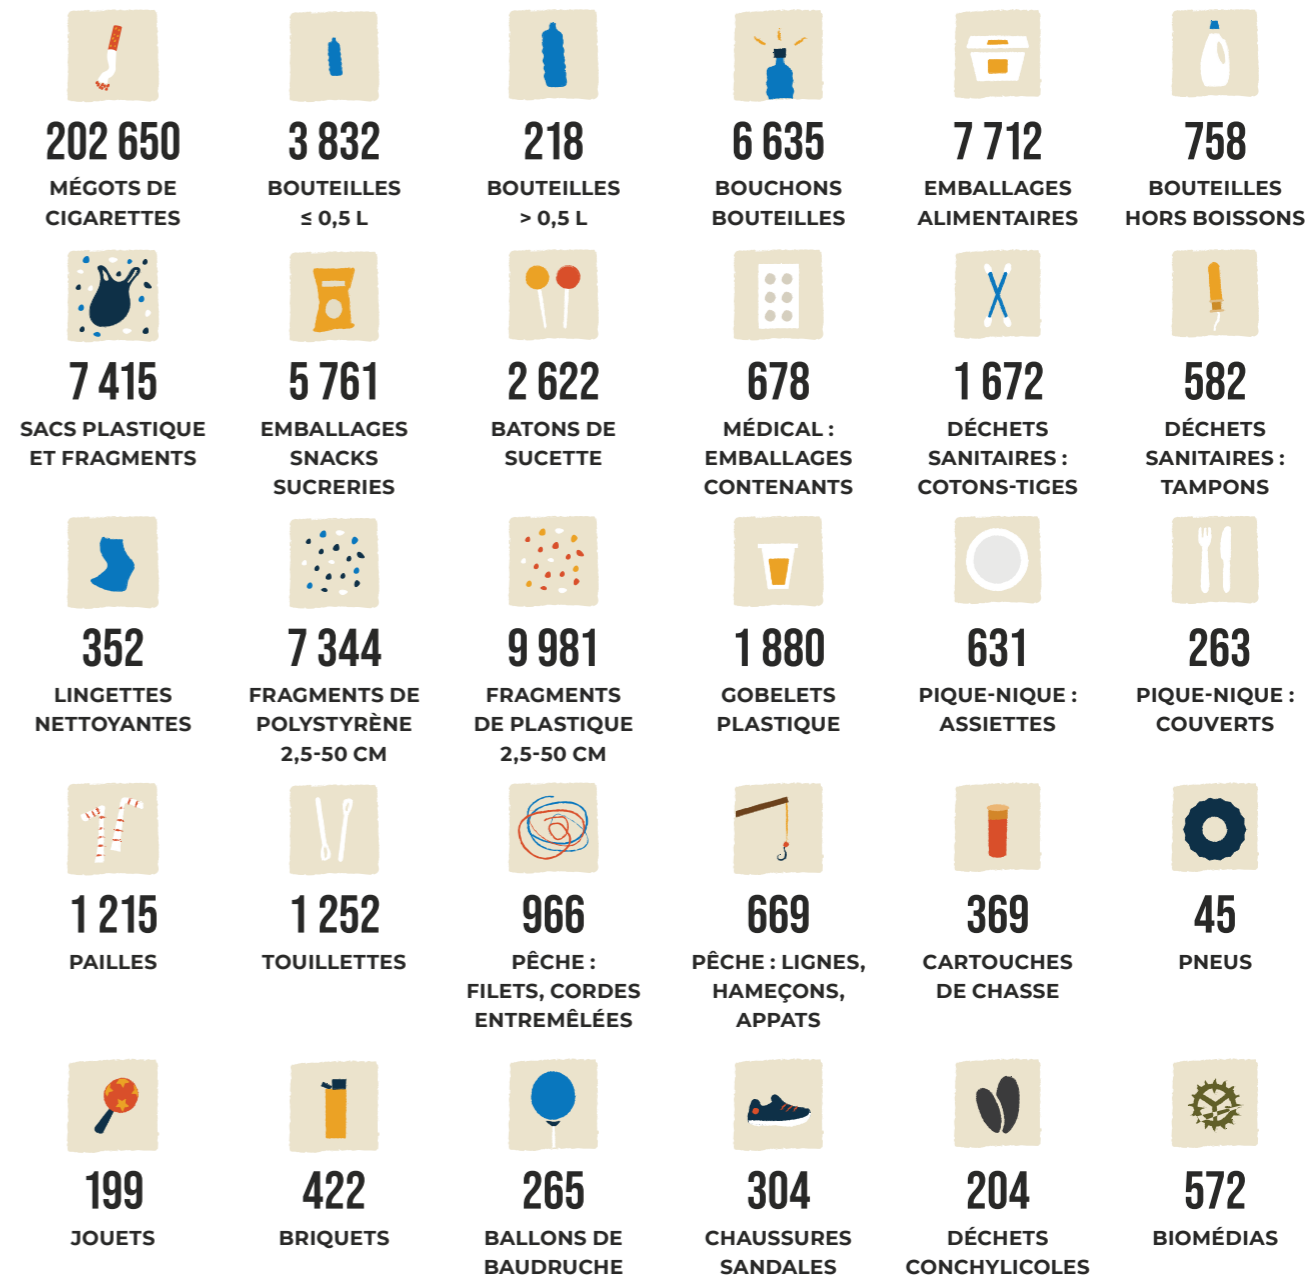 202 650
MÉGOTS DE
CIGARETTES
3 832
BOUTEILLES
≤ 0,5 L
218
BOUTEILLES
> 0,5 L
6 635
BOUCHONS
BOUTEILLES
7 712
EMBALLAGES
ALIMENTAIRES
758
BOUTEILLES
HORS BOISSONS
7 415
SACS PLASTIQUE
ET FRAGMENTS
5 761
EMBALLAGES
SNACKS
SUCRERIES
2 622
BATONS DE
SUCETTE
678
MÉDICAL :
EMBALLAGES
CONTENANTS
1 672
DÉCHETS
SANITAIRES :
COTONS-TIGES
582
DÉCHETS
SANITAIRES :
TAMPONS
352
LINGETTES
NETTOYANTES
7 344
FRAGMENTS DE
POLYSTYRÈNE
2,5-50 CM
9 981
FRAGMENTS
DE PLASTIQUE
2,5-50 CM
1 880
GOBELETS
PLASTIQUE
631
PIQUE-NIQUE :
ASSIETTES
263
PIQUE-NIQUE :
COUVERTS
1 215
PAILLES
1 252
TOUILLETTES
966
PÊCHE :
FILETS, CORDES
ENTREMÊLÉES
669
PÊCHE : LIGNES,
HAMEÇONS,
APPATS
369
CARTOUCHES
DE CHASSE
45
PNEUS
199
JOUETS
422
BRIQUETS
265
BALLONS DE
BAUDRUCHE
304
CHAUSSURES
SANDALES
204
DÉCHETS
CONCHYLICOLES
572
BIOMÉDIAS